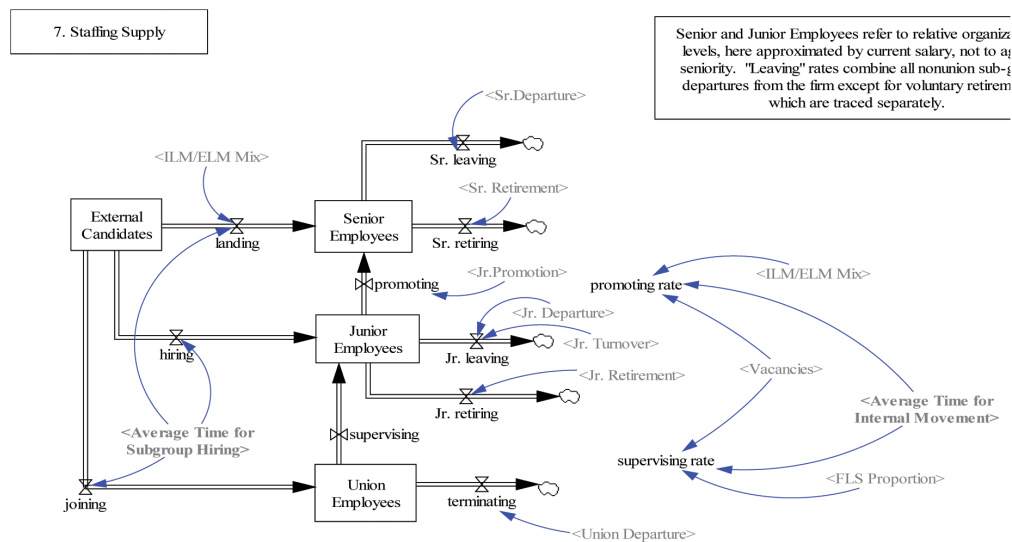 7. Staffing Supply
Senior and Junior Employees refer to relative
levels, here approximated by current salary, not to
seniority. "Leaving" rates combine all nonunion
departures from the firm except for voluntary
which are traced separately.
<Sr.Departure>
Sr. leaving
<ILM/ELM Mix>
<Sr. Retirement>
External
Candidates
landing
Senior
Employees
Sr. retiring
promoting
<Jr.Promotion>
<ILM/ELM Mix>
promoting rate
<Jr. Departure>
hiring
Junior
Employees
Jr. leaving
<Jr. Turnover>
<Jr. Retirement>
<Vacancies>
Jr. retiring
<Average Time for
Internal Movement>
<Average Time for
Subgroup Hiring>
supervising
supervising rate
<FLS Proportion>
joining
Union
Employees
terminating
<Union Departure>